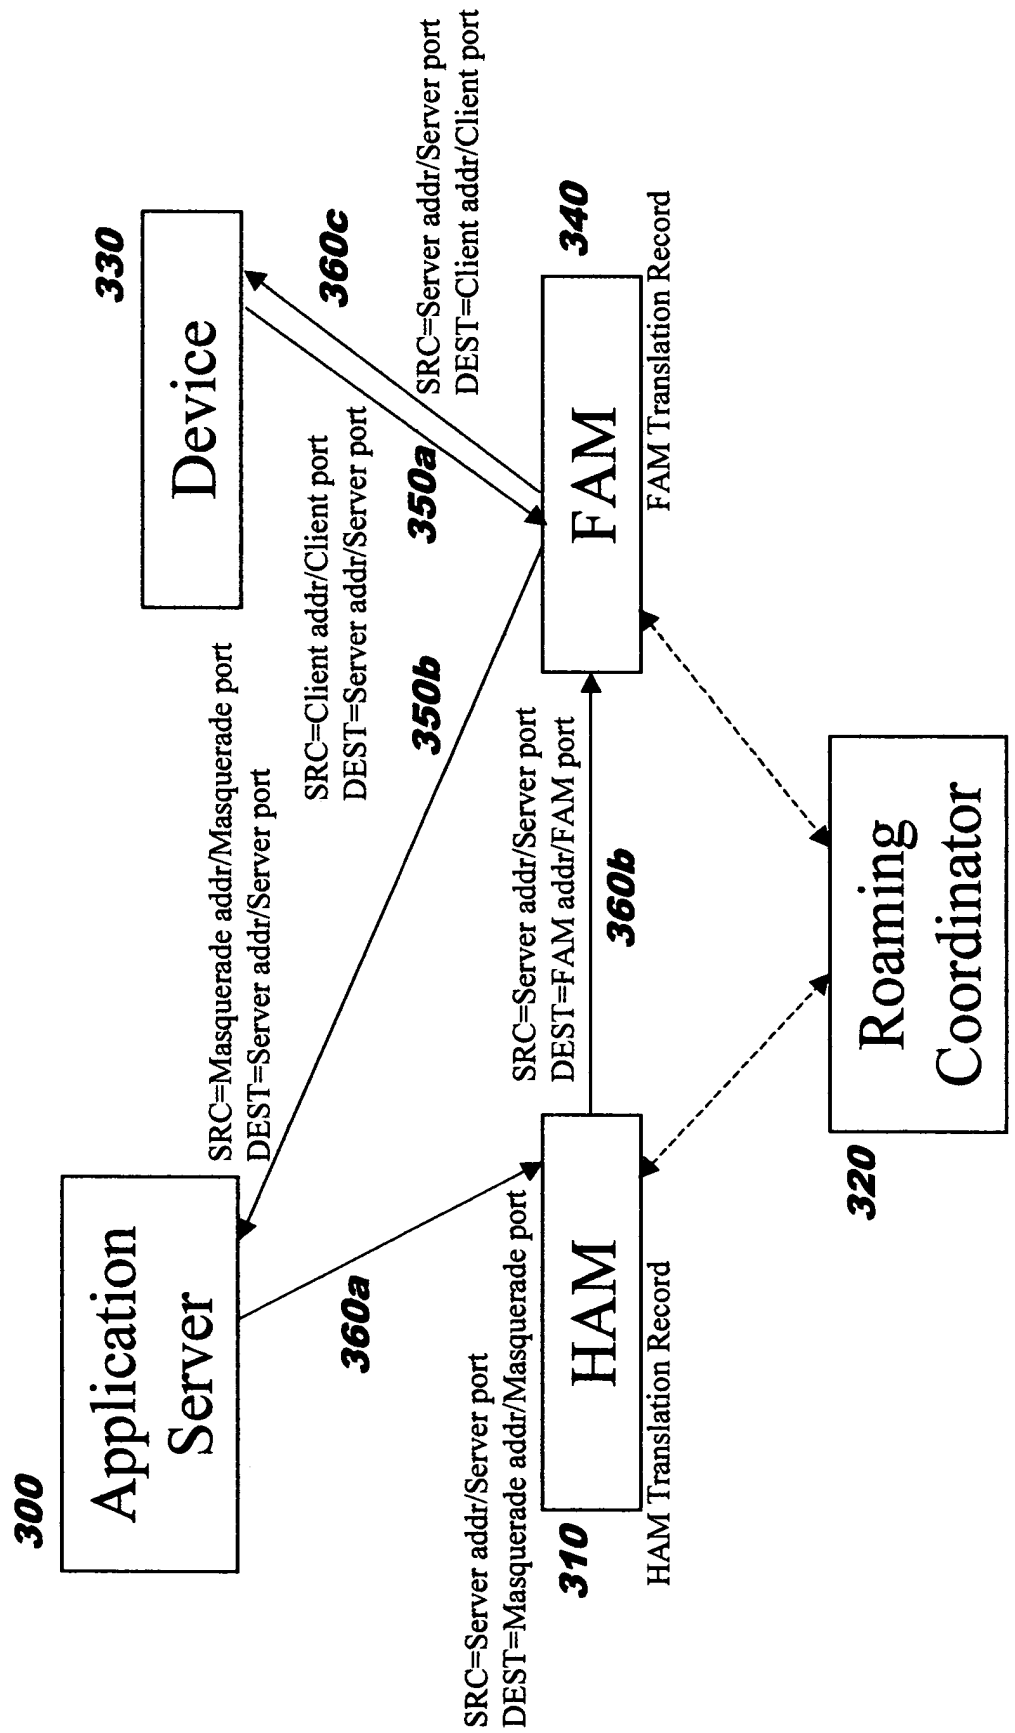 300
Application
Server
330
Device
SRC=Masquerade addr/Masquerade port
DEST=Server addr/Server port
SRC=Client addr/Client port
DEST=Server addr/Server port
360c
350a
350b
360a
SRC=Server addr/Server port
DEST=Client addr/Client port
SRC=Server addr/Server port
DEST=Masquerade addr/Masquerade port
SRC=Server addr/Server port
DEST=FAM addr/FAM port
360b
310
HAM
HAM Translation Record
340
FAM
FAM Translation Record
320
Roaming
Coordinator